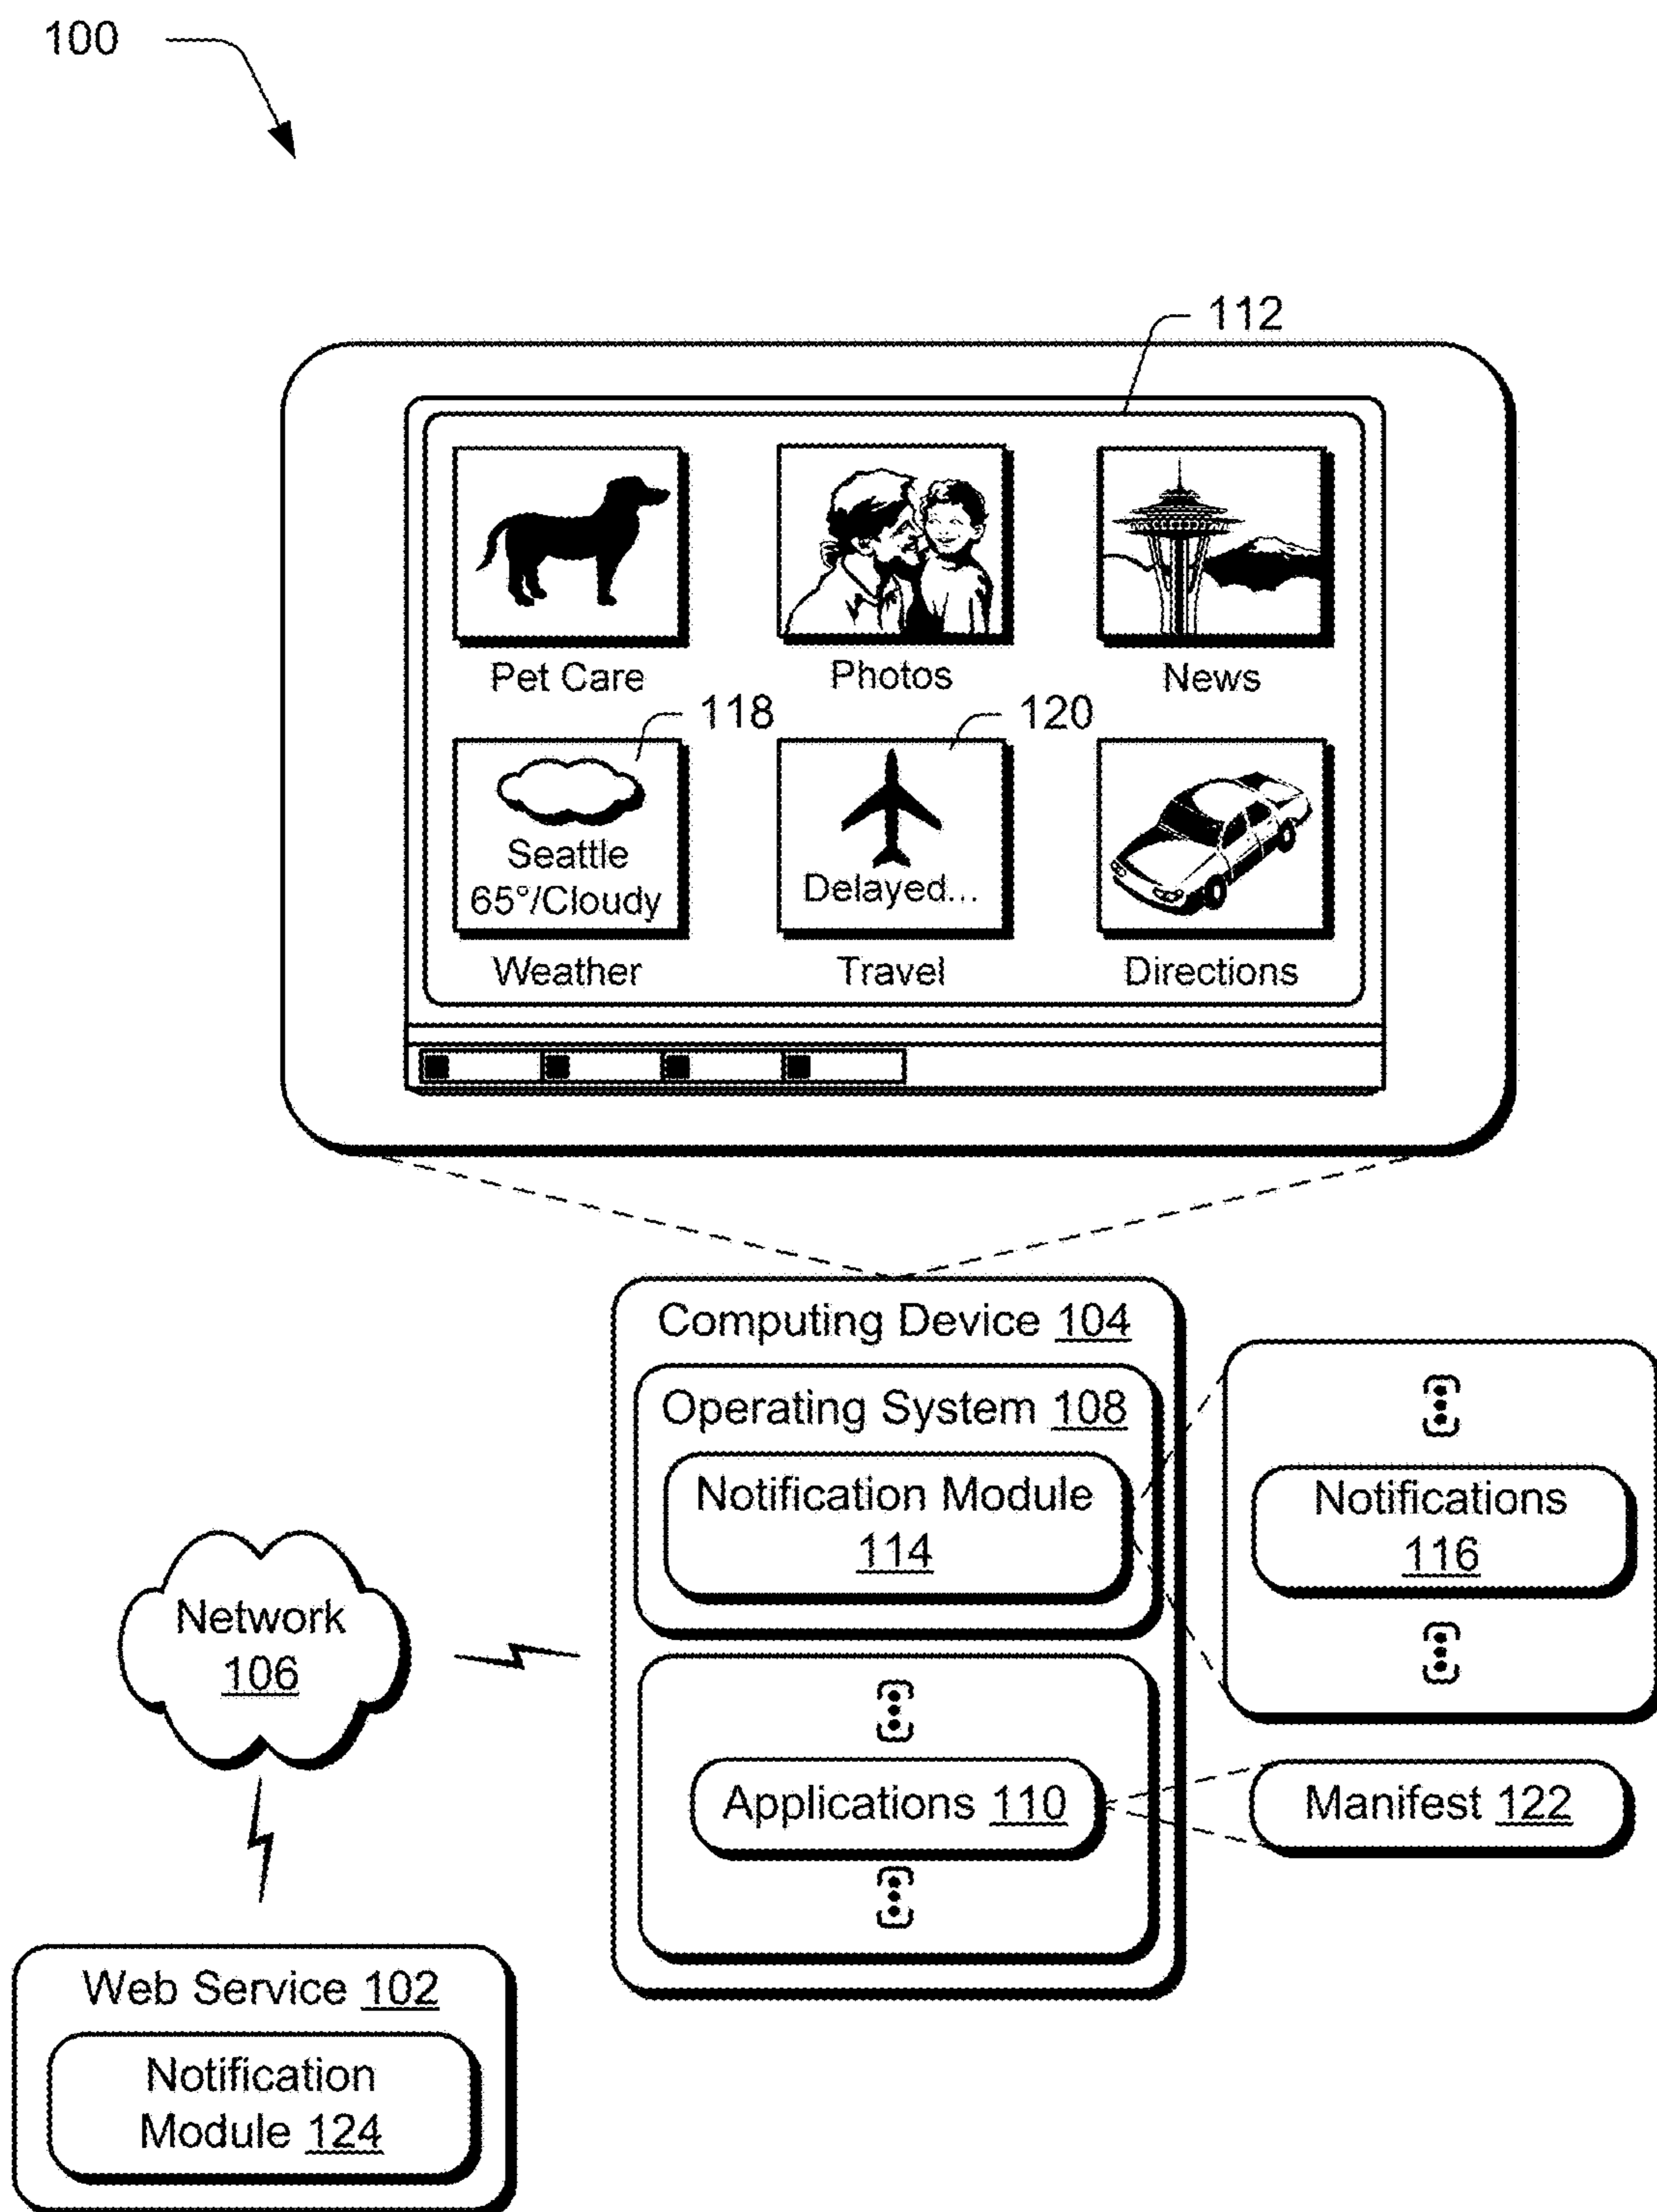 100
112
Pet Care
Photos
News
118
120
Seattle
65°/Cloudy
Delayed...
Weather
Travel
Directions
Computing Device 104
Operating System 108
Notification Module
114
Notifications
116
Network
106
Applications 110
Manifest 122
Web Service 102
Notification
Module 124